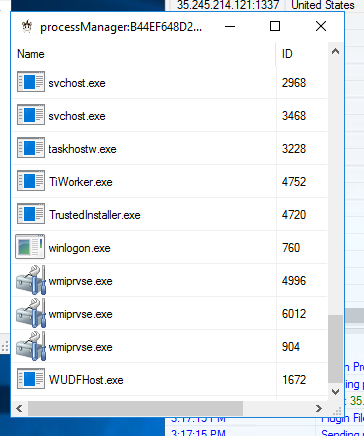 35.245.214.121:1337 United States
processManager:B44EF648D2...
Name ID
svchost.exe 2968
svchost.exe 3468
taskhostw.exe 3228
TiWorker.exe 4752
TrustedInstaller.exe 4720
winlogon.exe 760
wmiprvse.exe 4996
wmiprvse.exe 6012
wmiprvse.exe 904
WUDFHost.exe 1672
3:17:15 PM
3:17:15 PM Sending